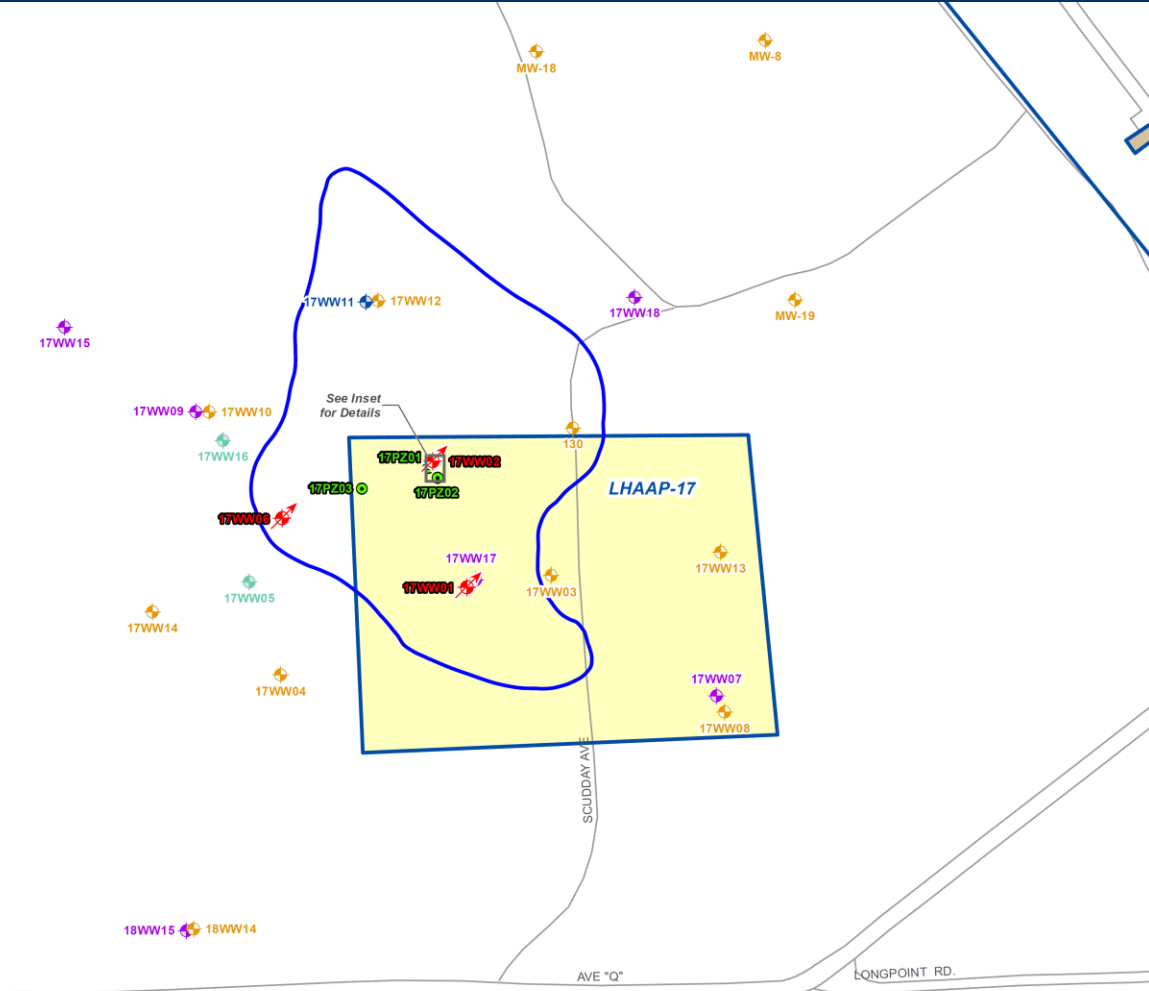 MW-8
MW-18
17WW11
17WW12
17WW18
MW-19
17WW15
See Inset
for Details
17WW09
17WW10
130
17WW16
17PZ01
17WW02
17PZ03
17PZ02
LHAAP-17
17WW06
17WW17
17WW13
17WW01
17WW03
17WW05
17WW14
17WW04
17WW07
17WW08
SCUDDAY AVE
18WW15
18WW14
AVE "Q"
LONGPOINT RD.